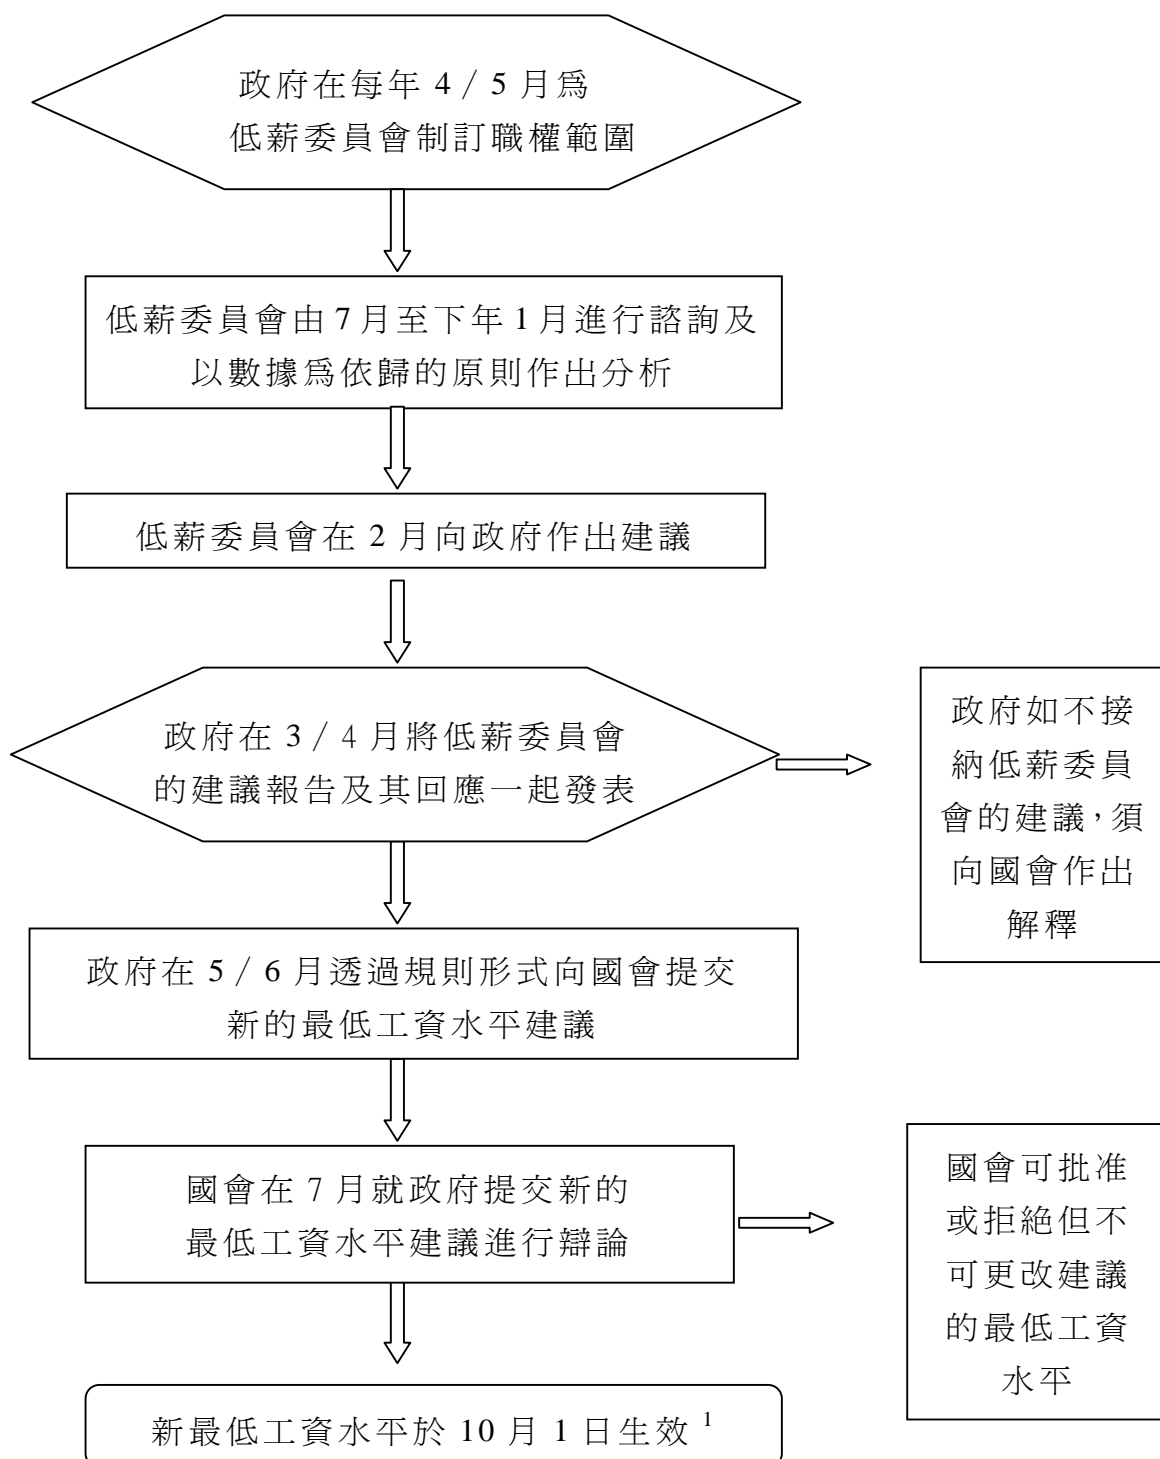 政府在每年 4 / 5 月爲
低薪委員會制訂職權範圍
低薪委員會由 7 月至下年 1 月進行諮詢及
以數據爲依歸的原則作出分析
低薪委員會在 2 月向政府作出建議
政府在 3 / 4 月將低薪委員會
的建議報告及其回應一起發表
政府如不接
納低薪委員
會的建議，須
向國會作出
解釋
政府在 5 / 6 月透過規則形式向國會提交
新的最低工資水平建議
國會在 7 月就政府提交新的
最低工資水平建議進行辯論
國會可批准
或拒絕但不
可更改建議
的最低工資
水平
新最低工資水平於 10 月 1 日生效 1